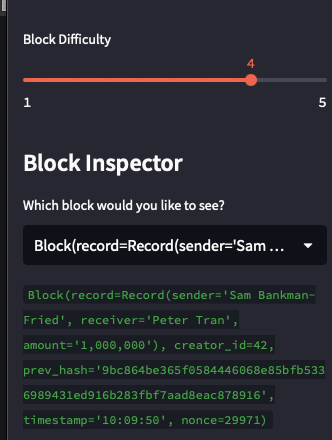 Block Difficulty
4
1 5
Block Inspector
Which block would you like to see?
Block(record=Record(sender='Sam ...
Block(record=Record(sender='Sam Bankman-
Fried', receiver='Peter Tran',
amount='1,000,000'), creator_id=42,
prev_hash='9bc864be365f0584446068e85bfb533
6989431ed916b283fbf7aad8eac878916',
timestamp='10:09:50', nonce=29971)